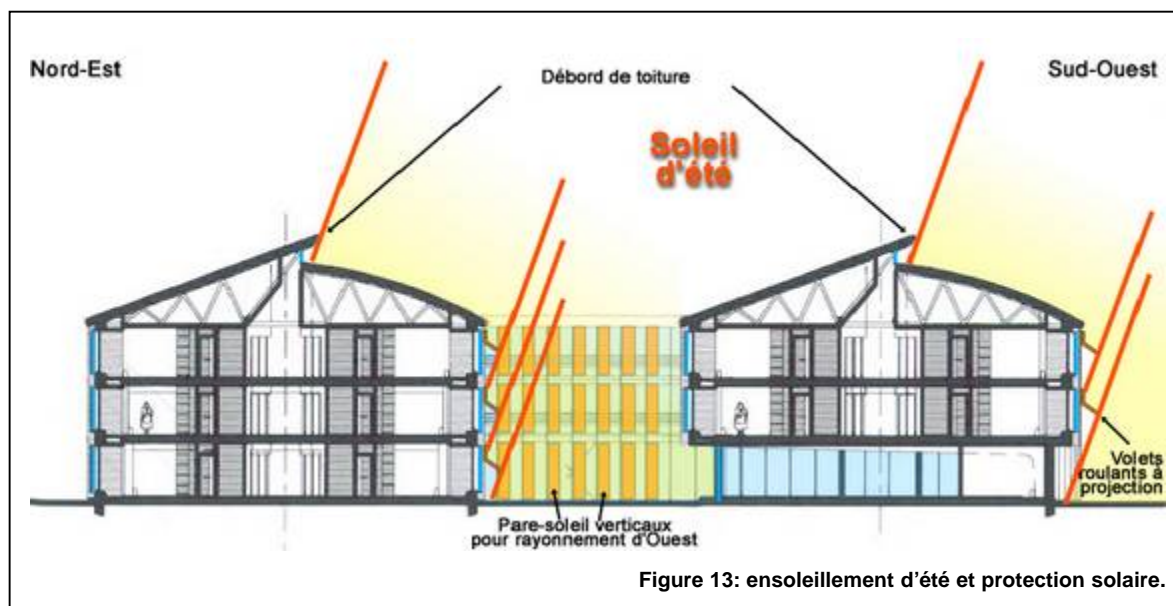 Nord-Est
Débord de toiture
Sud-Ouest
Soleil
d'été
Volets
roulants à
projection
Pare-soleil verticaux
pour rayonnement d'Ouest
Figure 13: ensoleillement d’été et protection solaire.